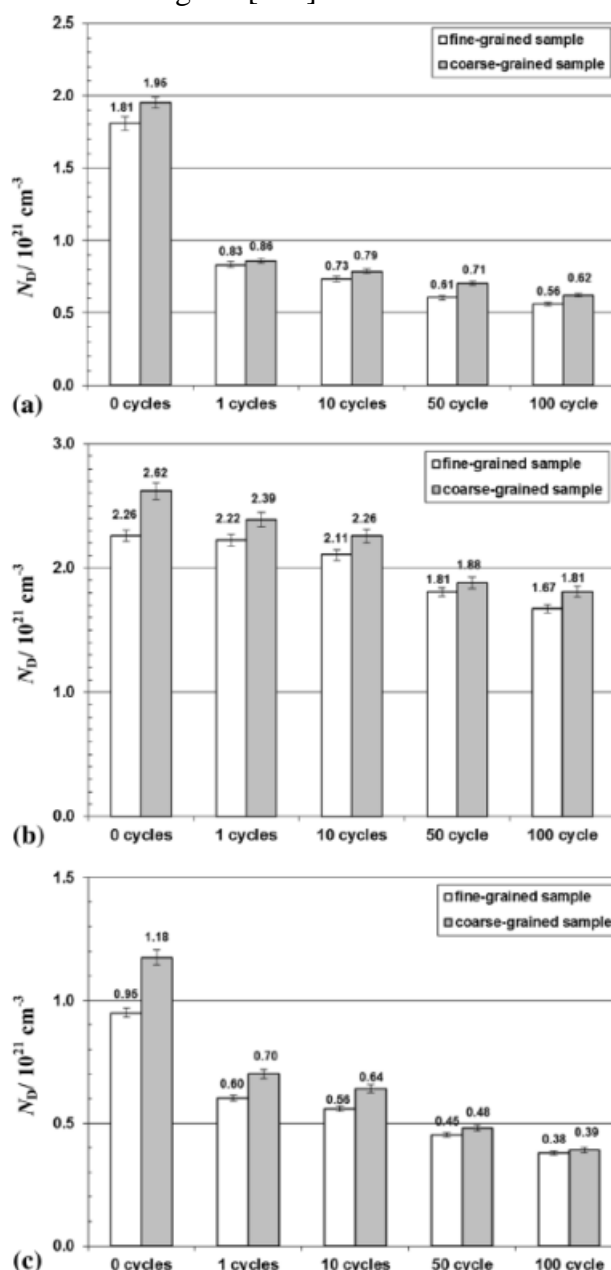 2.5
fine-grained sample
coarse-grained sample
2.0
1.81
1.95
1.5
1.0
0.83
0.86
0.73
0.79
0.61
0.71
0.56
0.62
0.5
0.0
N_D/ 10^21 cm^-3
(a)
0 cycles 1 cycles 10 cycles 50 cycle 100 cycle
3.0
fine-grained sample
coarse-grained sample
2.26
2.62
2.22
2.39
2.11
2.26
1.81
1.88
1.67
1.81
2.0
1.0
0.0
N_D/ 10^21 cm^-3
(b)
0 cycles 1 cycles 10 cycles 50 cycle 100 cycle
1.5
fine-grained sample
coarse-grained sample
0.95
1.18
1.0
0.60
0.70
0.56
0.64
0.45
0.48
0.38
0.39
0.5
0.0
N_D/ 10^21 cm^-3
(c)
0 cycles 1 cycles 10 cycles 50 cycle 100 cycle